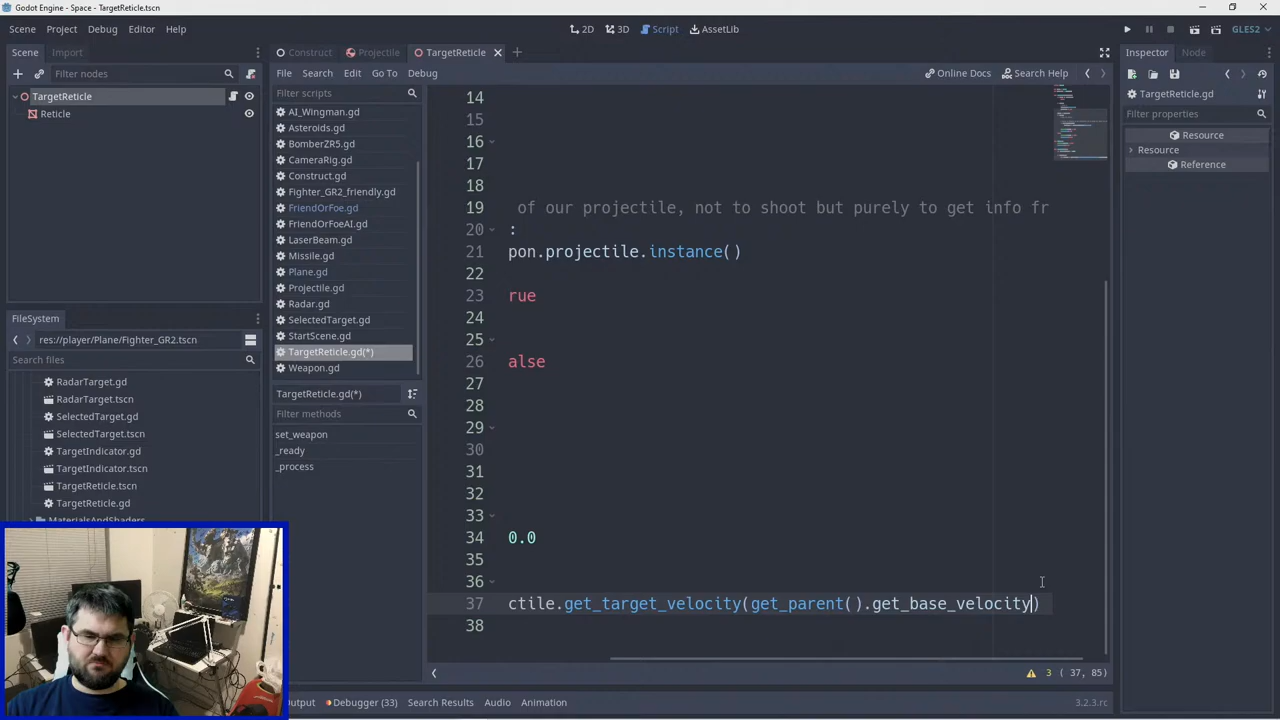 Godot Engine - Space - TargetReticle.tscn
Scene Project Debug Editor Help
2D 3D Script AssetLib
GLES2
Scene Import
Filter nodes
TargetReticle
Reticle
FileSystem
res://player/Plane/Fighter_GR2.tscn
Search files
RadarTarget.gd
RadarTarget.tscn
SelectedTarget.gd
SelectedTarget.tscn
TargetIndicator.gd
TargetIndicator.tscn
TargetReticle.tscn
TargetReticle.gd
MaterialsAndShaders
Construct Projectile TargetReticle
File Search Edit Go To Debug
Online Docs Search Help
Filter scripts
AI_Wingman.gd
Asteroids.gd
BomberZR5.gd
CameraRig.gd
Construct.gd
Fighter_GR2_friendly.gd
FriendOrFoe.gd
FriendOrFoeAI.gd
LaserBeam.gd
Missile.gd
Plane.gd
Projectile.gd
Radar.gd
SelectedTarget.gd
StartScene.gd
TargetReticle.gd(*)
Weapon.gd
TargetReticle.gd(*)
Filter methods
set_weapon
_ready
_process
14
15
16
17
18
19 of our projectile, not to shoot but purely to get info fr
20 :
21 pon.projectile.instance()
22
23 rue
24
25
26 alse
27
28
29
30
31
32
33
34 0.0
35
36
37 ctile.get_target_velocity(get_parent().get_base_velocity)
38
3 ( 37, 85)
Output Debugger (33) Search Results Audio Animation
3.2.3.rc
Inspector Node
TargetReticle.gd
Filter properties
Resource
Resource
Reference